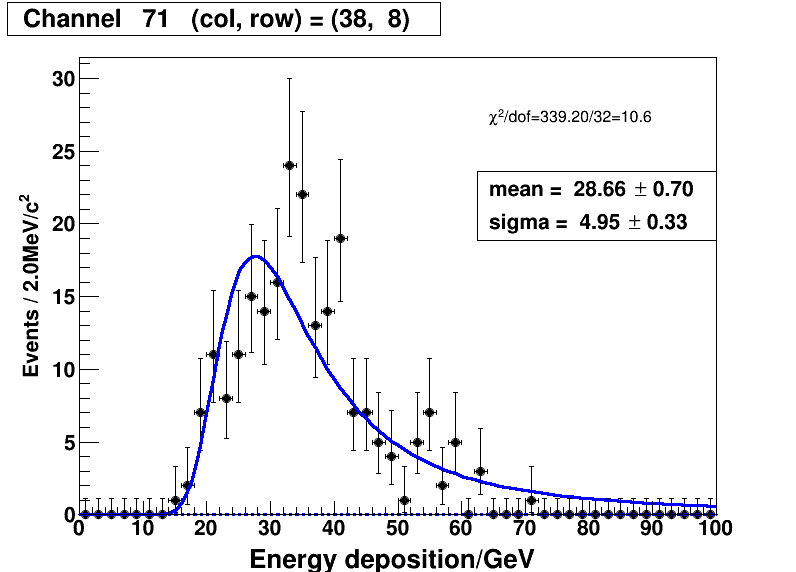 Channel 71 (col, row) = (38, 8)
χ²/dof=339.20/32=10.6
mean = 28.66 ± 0.70
sigma = 4.95 ± 0.33
Events / 2.0MeV/c²
30
25
20
15
10
5
0
0 10 20 30 40 50 60 70 80 90 100
Energy deposition/GeV